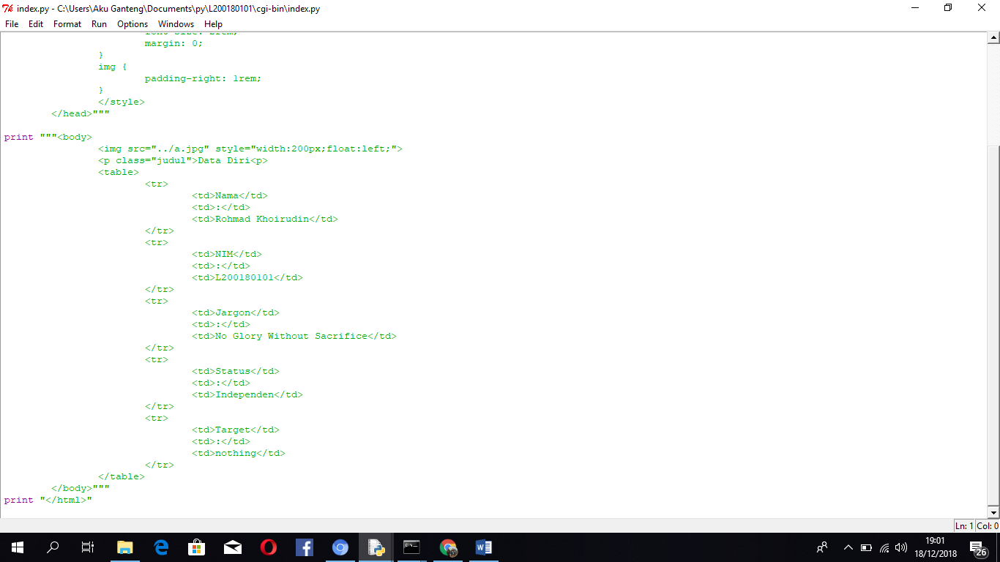 index.py - C:\Users\Aku Ganteng\Documents\py\L200180101\cgi-bin\index.py
File Edit Format Run Options Windows Help
margin: 0;
}
img {
padding-right: 1rem;
}
</style>
</head>"""
print """<body>
<img src="../a.jpg" style="width:200px;float:left;">
<p class="judul">Data Diri<p>
<table>
<tr>
<td>Nama</td>
<td>:</td>
<td>Rohmad Khoirudin</td>
</tr>
<tr>
<td>NIM</td>
<td>:</td>
<td>L200180101</td>
</tr>
<tr>
<td>Jargon</td>
<td>:</td>
<td>No Glory Without Sacrifice</td>
</tr>
<tr>
<td>Status</td>
<td>:</td>
<td>Independen</td>
</tr>
<tr>
<td>Target</td>
<td>:</td>
<td>nothing</td>
</tr>
</table>
</body>"""
print "</html>"
Ln: 1 Col: 0
19:01
18/12/2018
26